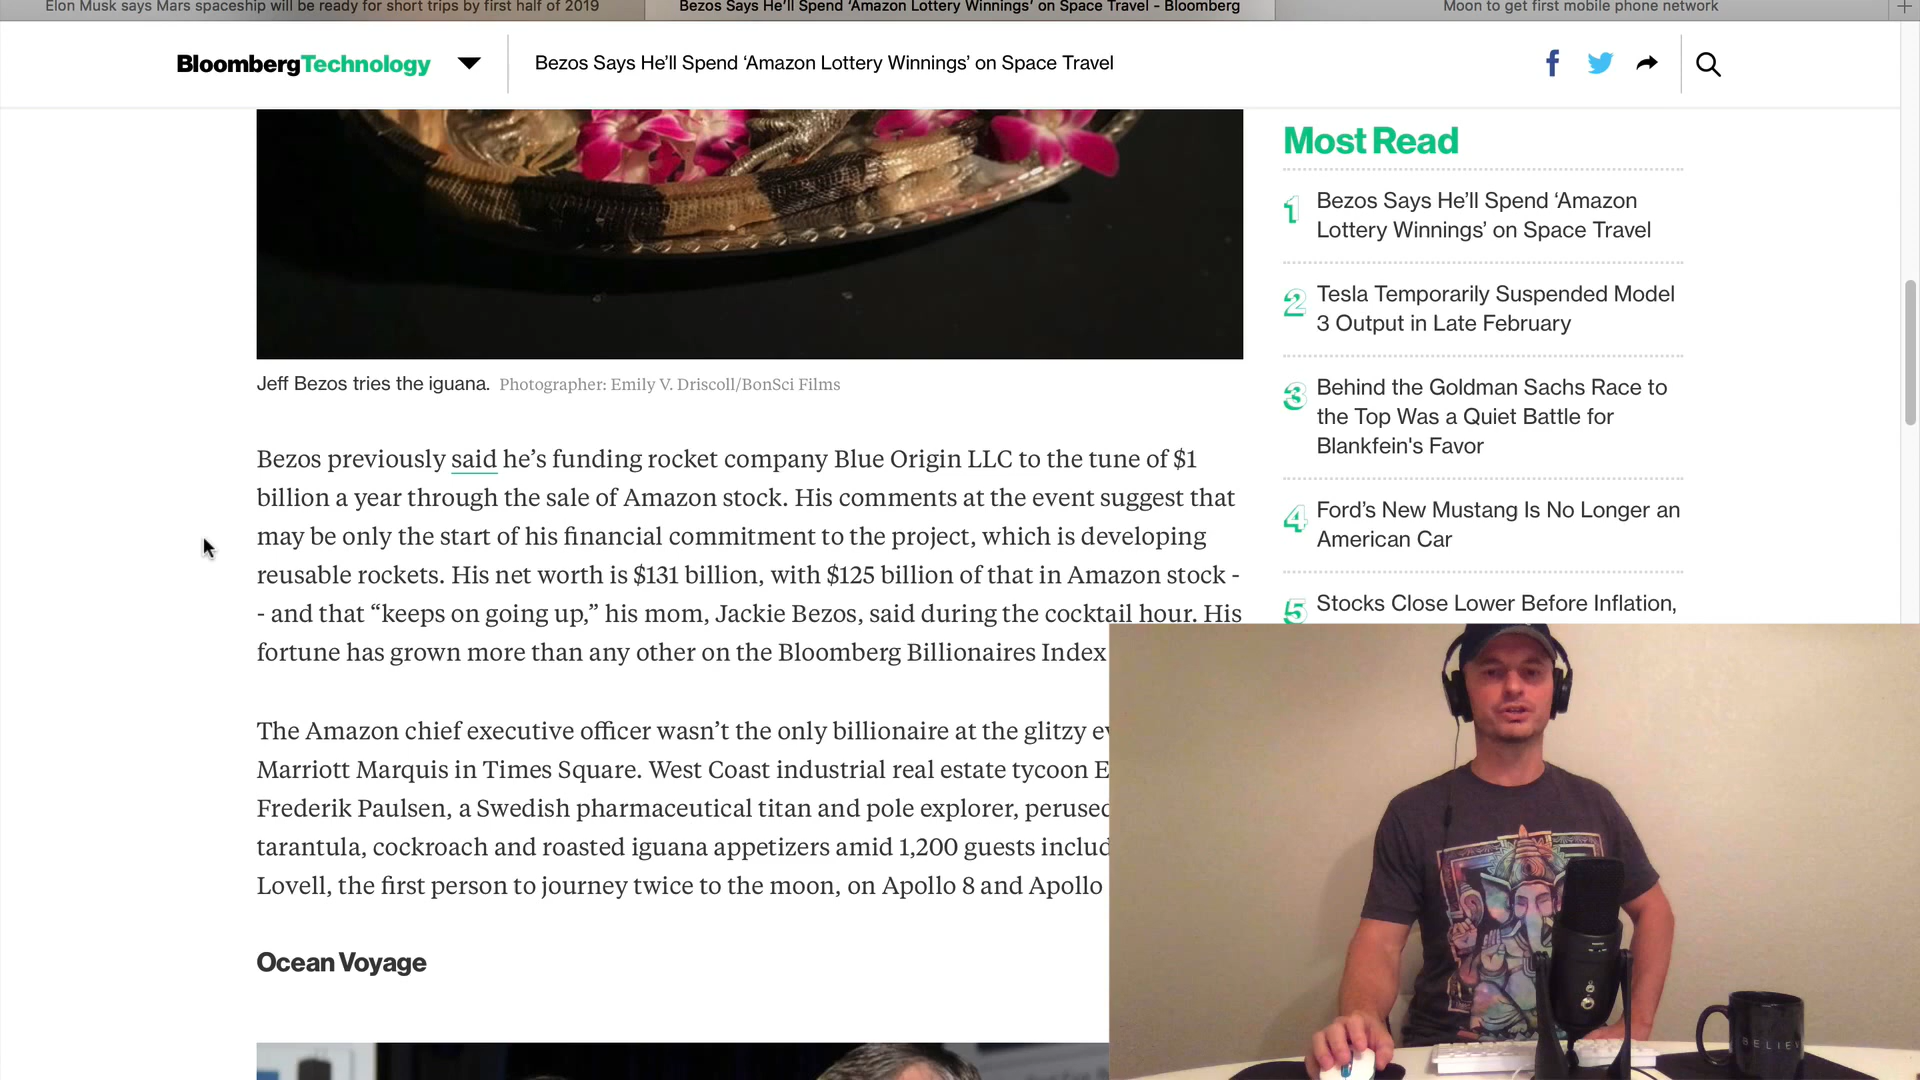 Elon Musk says Mars spaceship will be ready for short trips by first half of 2019
Bezos Says He'll Spend ‘Amazon Lottery Winnings’ on Space Travel - Bloomberg
Moon to get first mobile phone network
BloombergTechnology
Bezos Says He’ll Spend ‘Amazon Lottery Winnings’ on Space Travel
Jeff Bezos tries the iguana. Photographer: Emily V. Driscoll/BonSci Films
Bezos previously said he’s funding rocket company Blue Origin LLC to the tune of $1
billion a year through the sale of Amazon stock. His comments at the event suggest that
may be only the start of his financial commitment to the project, which is developing
reusable rockets. His net worth is $131 billion, with $125 billion of that in Amazon stock -
- and that “keeps on going up,” his mom, Jackie Bezos, said during the cocktail hour. His
fortune has grown more than any other on the Bloomberg Billionaires Index
The Amazon chief executive officer wasn’t the only billionaire at the glitzy
Marriott Marquis in Times Square. West Coast industrial real estate tycoon
Frederik Paulsen, a Swedish pharmaceutical titan and pole explorer, perused
tarantula, cockroach and roasted iguana appetizers amid 1,200 guests
Lovell, the first person to journey twice to the moon, on Apollo 8 and Apollo
Ocean Voyage
Most Read
1 Bezos Says He’ll Spend ‘Amazon
Lottery Winnings’ on Space Travel
2 Tesla Temporarily Suspended Model
3 Output in Late February
3 Behind the Goldman Sachs Race to
the Top Was a Quiet Battle for
Blankfein's Favor
4 Ford’s New Mustang Is No Longer an
American Car
5 Stocks Close Lower Before Inflation,